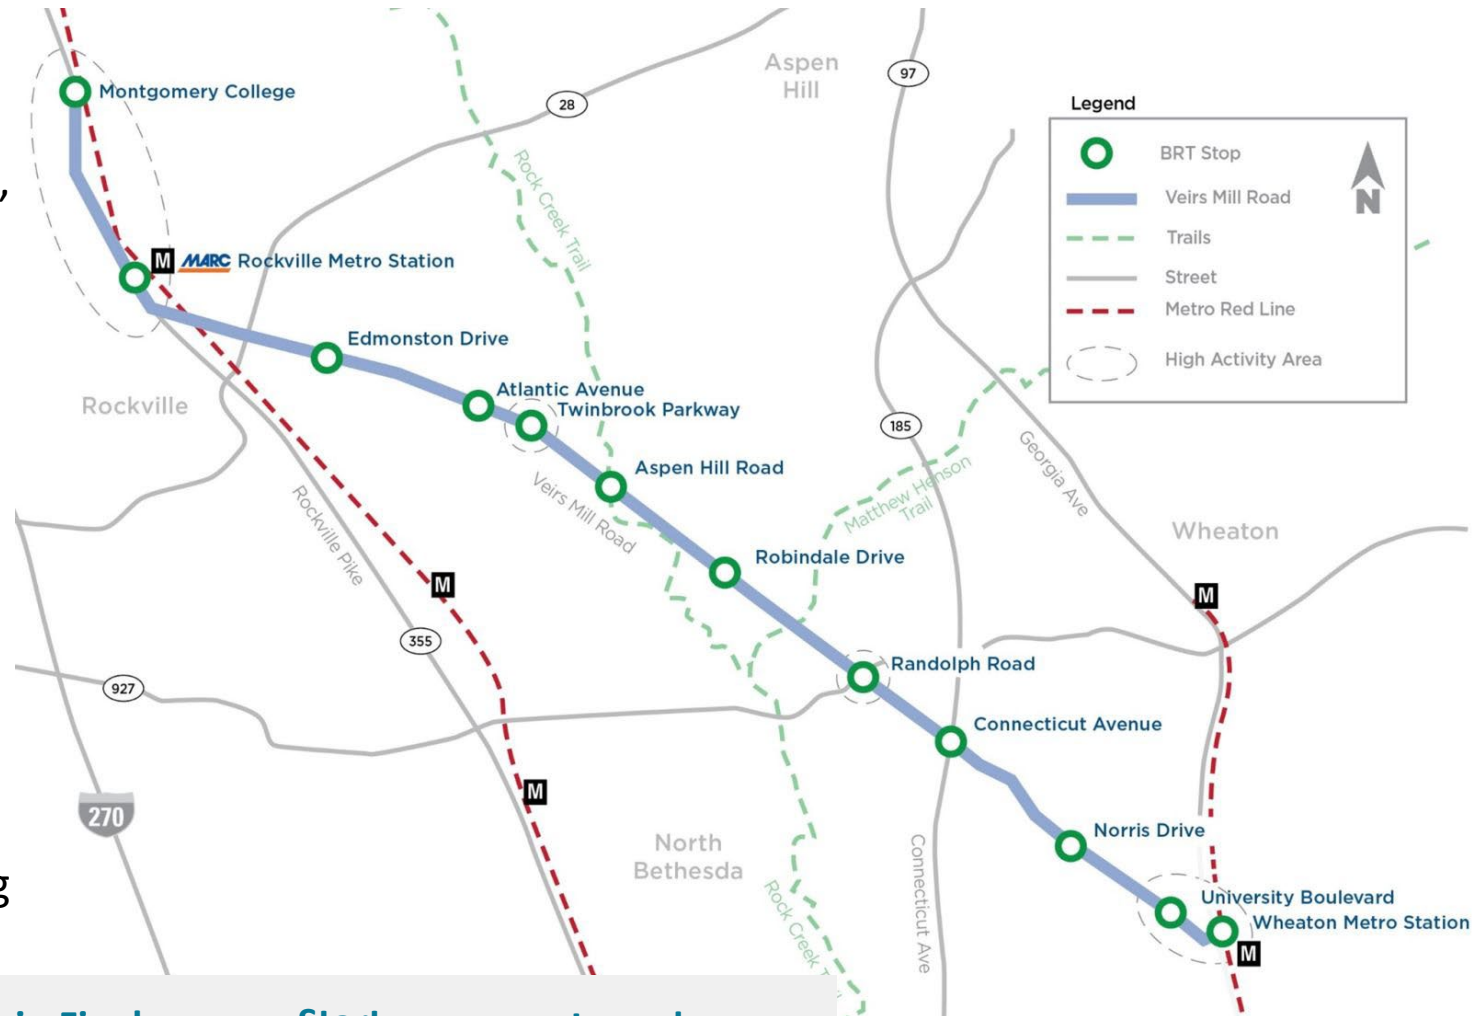 Aspen
Hill
97
28
Montgomery College
Legend
BRT Stop
Veirs Mill Road
Trails
Street
Metro Red Line
High Activity Area
N
Rock Creek Trail
,
M MARC Rockville Metro Station
Edmonston Drive
Atlantic Avenue
Twinbrook Parkway
Rockville
185
Georgia Ave
Aspen Hill Road
Matthew Henson
Trail
Veirs Mill Road
Rockville Pike
Wheaton
Robindale Drive
M
M
355
927
Randolph Road
Connecticut Avenue
M
270
North
Bethesda
Norris Drive
Connecticut Ave
g
Rock Creek
University Boulevard
Wheaton Metro Station
M